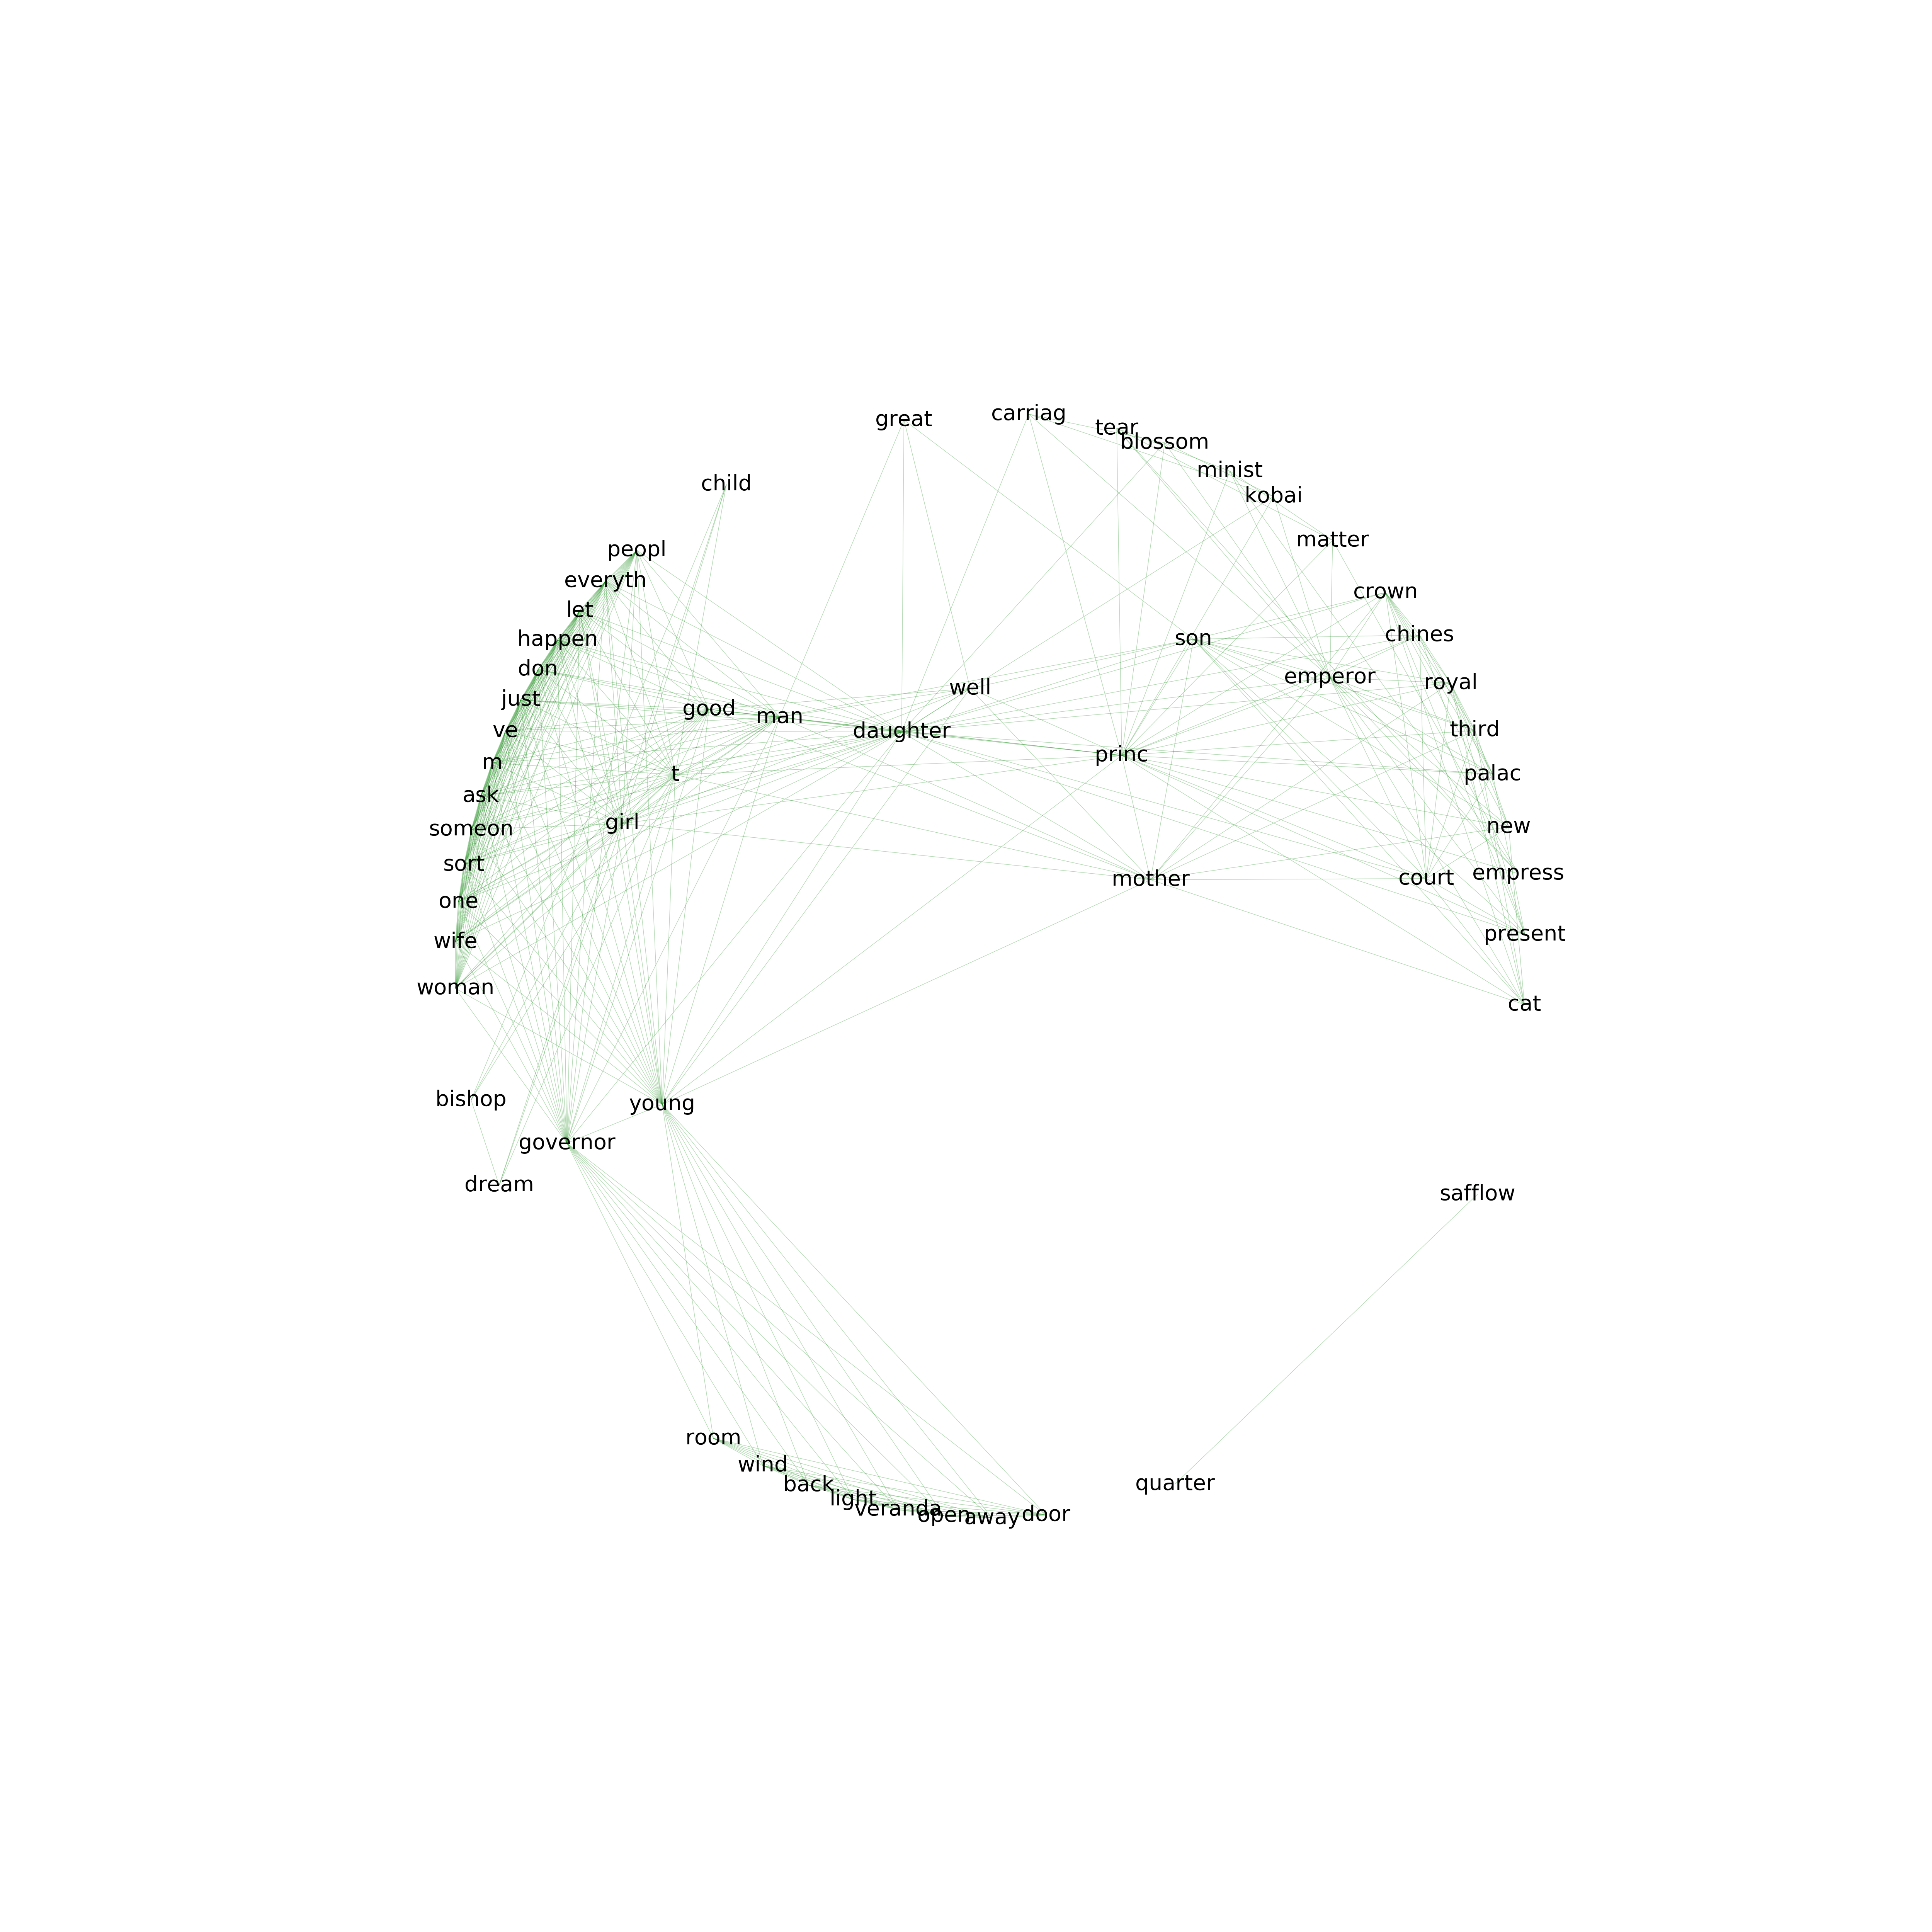 carriag
great
tear
blossom
minist
child
kobai
matter
peopl
everyth
crown
let
chines
happen
son
don
emperor
royal
well
just
good
man
third
ve
daughter
princ
m
t
palac
ask
girl
new
someon
sort
empress
court
mother
one
present
wife
woman
cat
bishop
young
governor
dream
safflow
room
wind
back
quarter
light
veranda
open
away
door